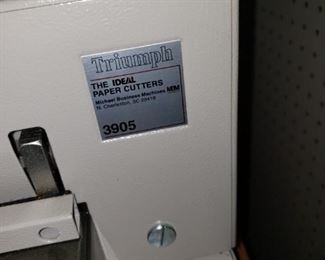 Triumph
THE IDEAL
PAPER CUTTERS
Michael Business Machines MBM
N. Charleston, SC 29418
3905